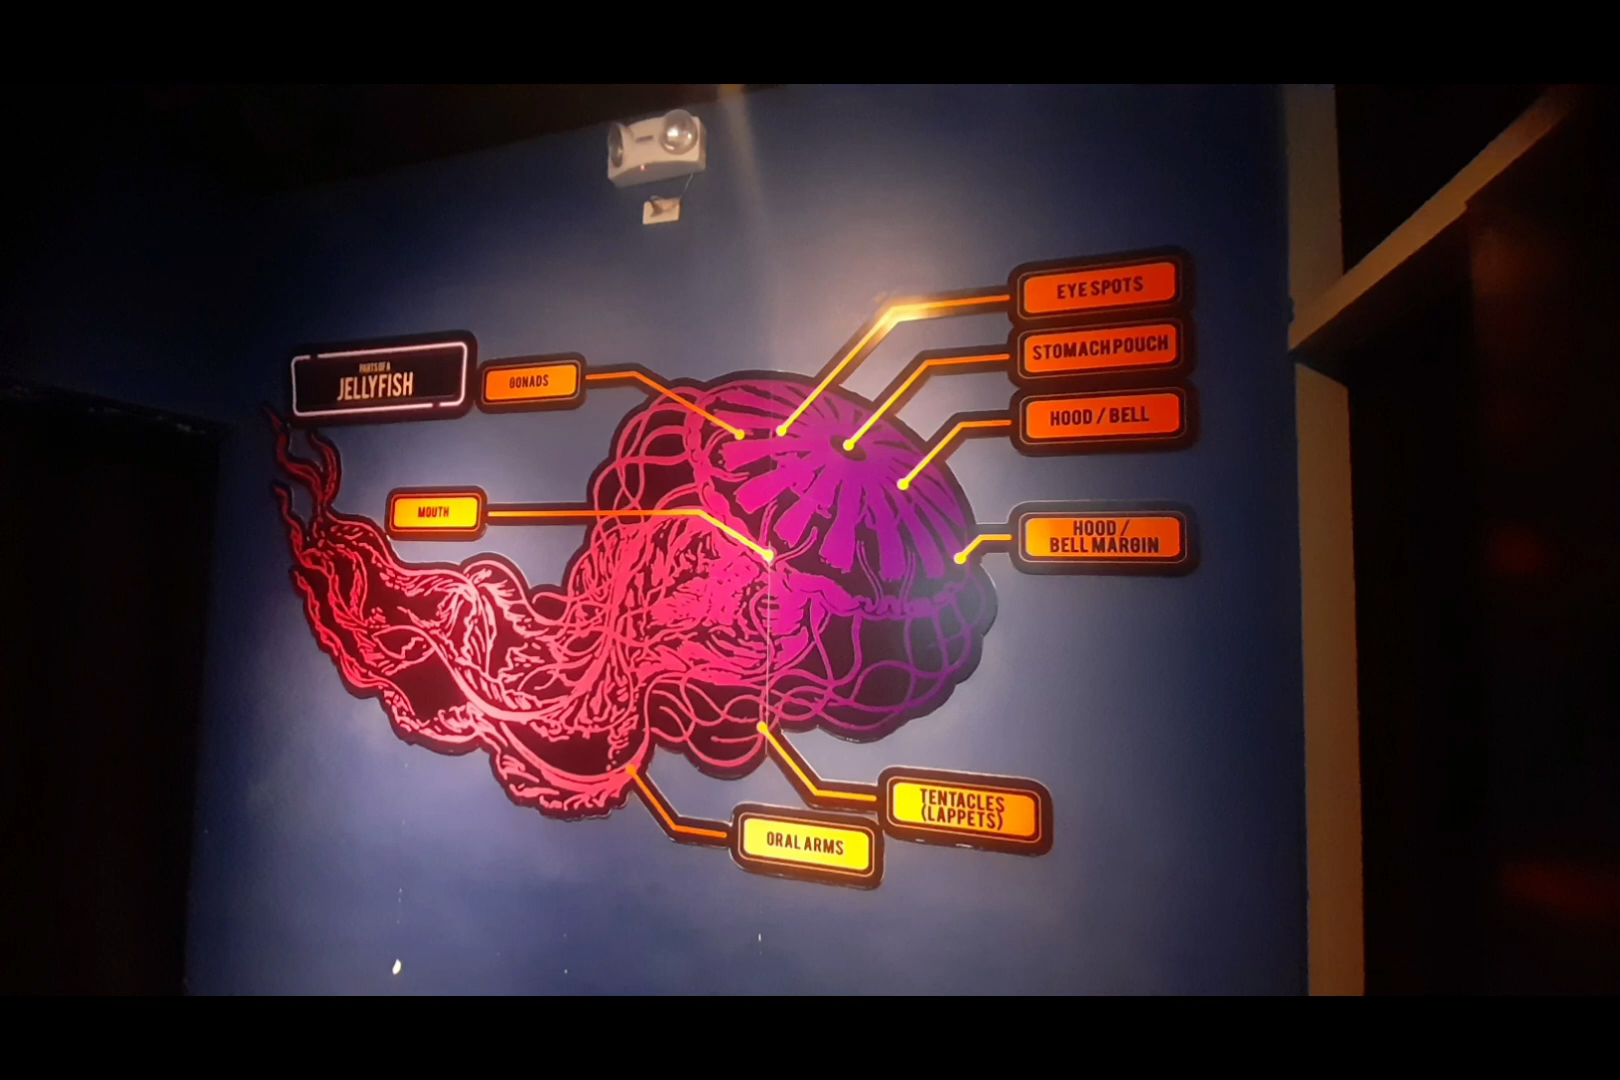 PARTS OF A
JELLYFISH
GONADS
EYE SPOTS
STOMACH POUCH
HOOD / BELL
MOUTH
HOOD /
BELL MARGIN
TENTACLES
(LAPPETS)
ORAL ARMS